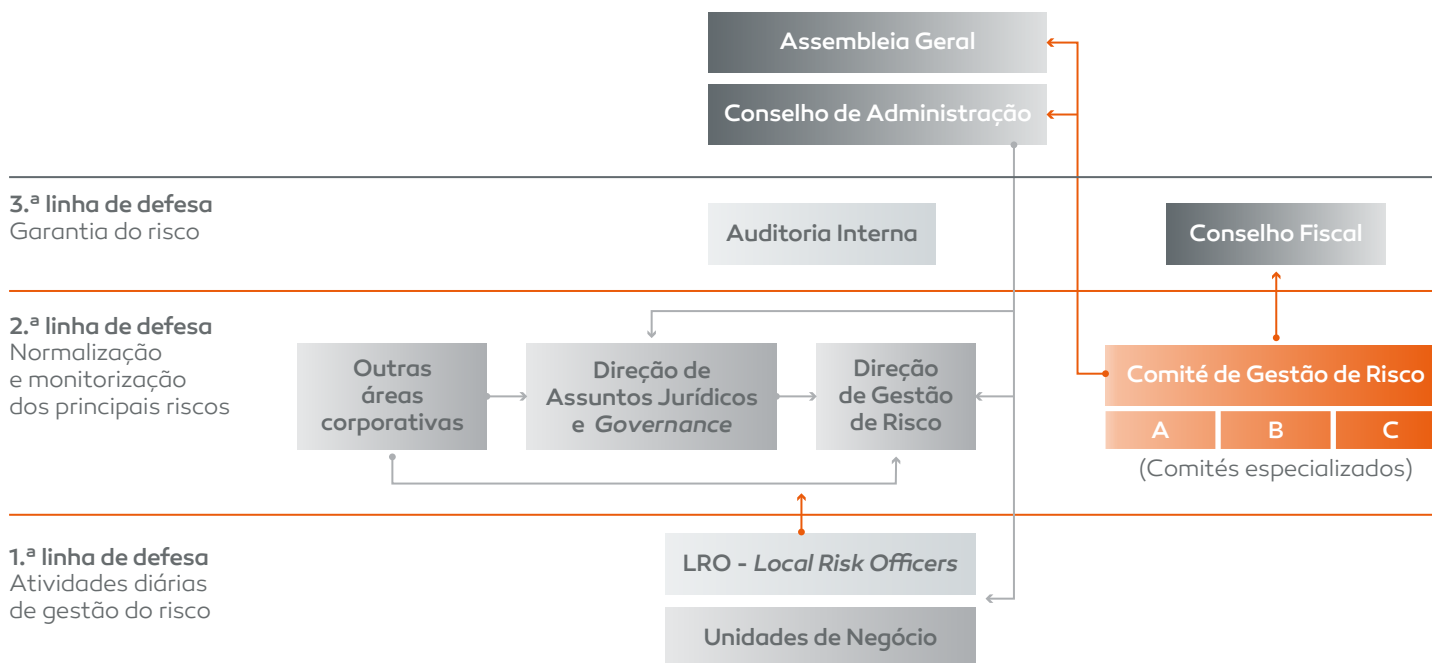 Assembleia Geral
Conselho de Administração
3.ª linha de defesa
Garantia do risco
Auditoria Interna
Conselho Fiscal
2.ª linha de defesa
Normalização
e monitorização
dos principais riscos
Outras
áreas
corporativas
Direção de
Assuntos Jurídicos
e Governance
Direção
de Gestão
de Risco
Comité de Gestão de Risco
A
B
C
(Comités especializados)
1.ª linha de defesa
Atividades diárias
de gestão do risco
LRO - Local Risk Officers
Unidades de Negócio